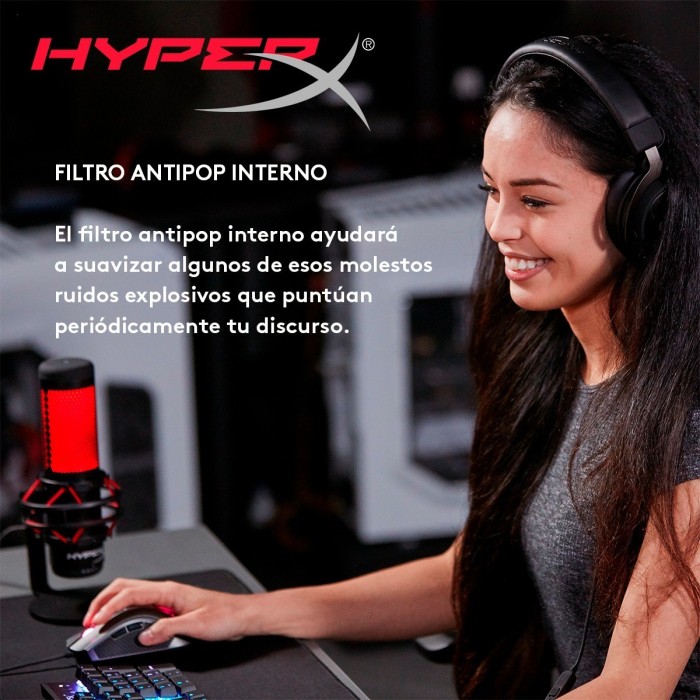 HYPERX®
FILTRO ANTIPOP INTERNO
El filtro antipop interno ayudará
a suavizar algunos de esos molestos
ruidos explosivos que puntúan
periódicamente tu discurso.
HYPERX